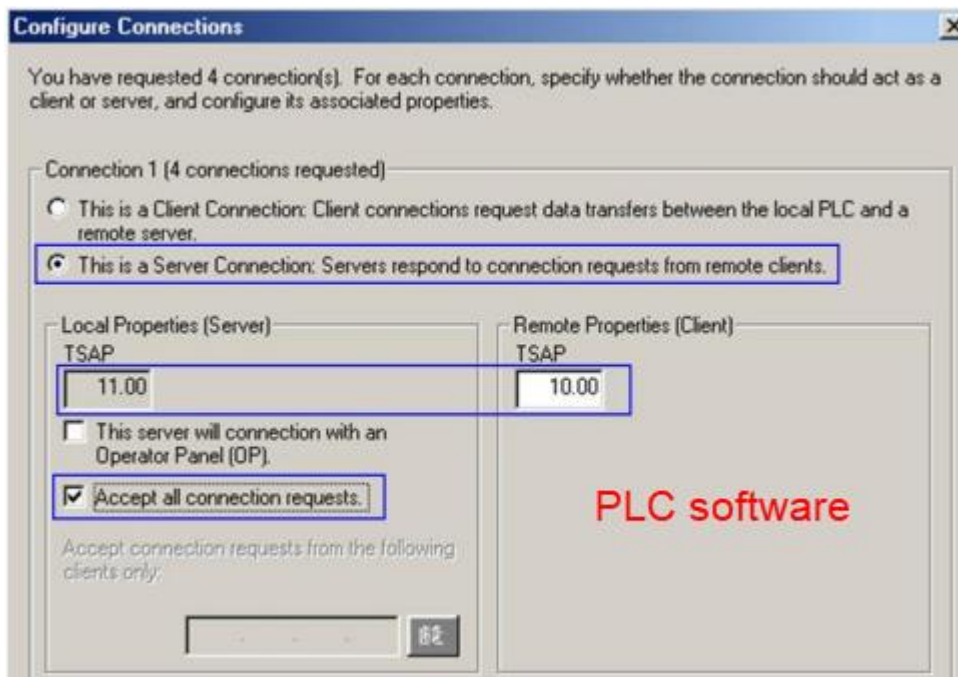 Configure Connections
You have requested 4 connection(s). For each connection, specify whether the connection should act as a
client or server, and configure its associated properties.
Connection 1 (4 connections requested)
This is a Client Connection: Client connections request data transfers between the local PLC and a
remote server.
This is a Server Connection: Servers respond to connection requests from remote clients.
Local Properties (Server)
TSAP
11.00
This server will connection with an
Operator Panel (OP).
Accept all connection requests.
Accept connection requests from the following
clients only:
Remote Properties (Client)
TSAP
10.00
PLC software